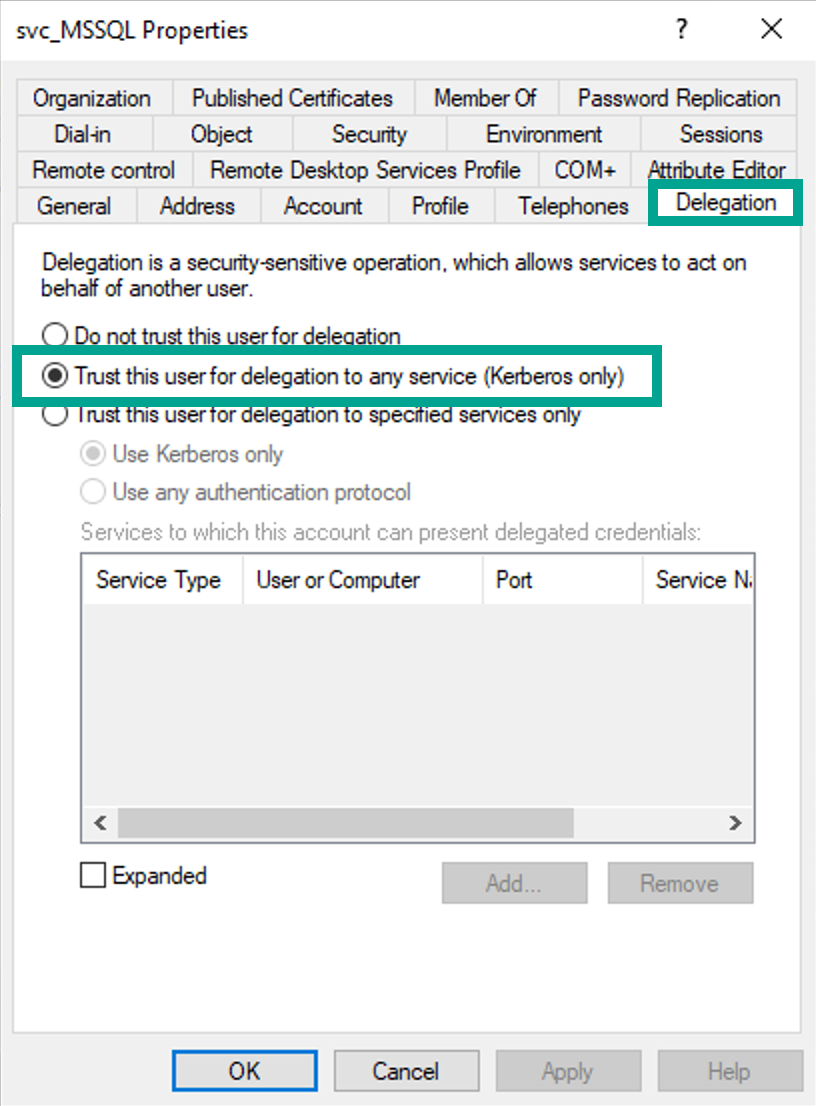 svc_MSSQL Properties ?
Organization Published Certificates Member Of Password Replication
Dial-in Object Security Environment Sessions
Remote control Remote Desktop Services Profile COM+ Attribute Editor
General Address Account Profile Telephones Delegation
Delegation is a security-sensitive operation, which allows services to act on
behalf of another user.
Do not trust this user for delegation
Trust this user for delegation to any service (Kerberos only)
Trust this user for delegation to specified services only
Use Kerberos only
Use any authentication protocol
Services to which this account can present delegated credentials:
Service Type User or Computer Port Service Na
Expanded
Add... Remove
OK Cancel Apply Help